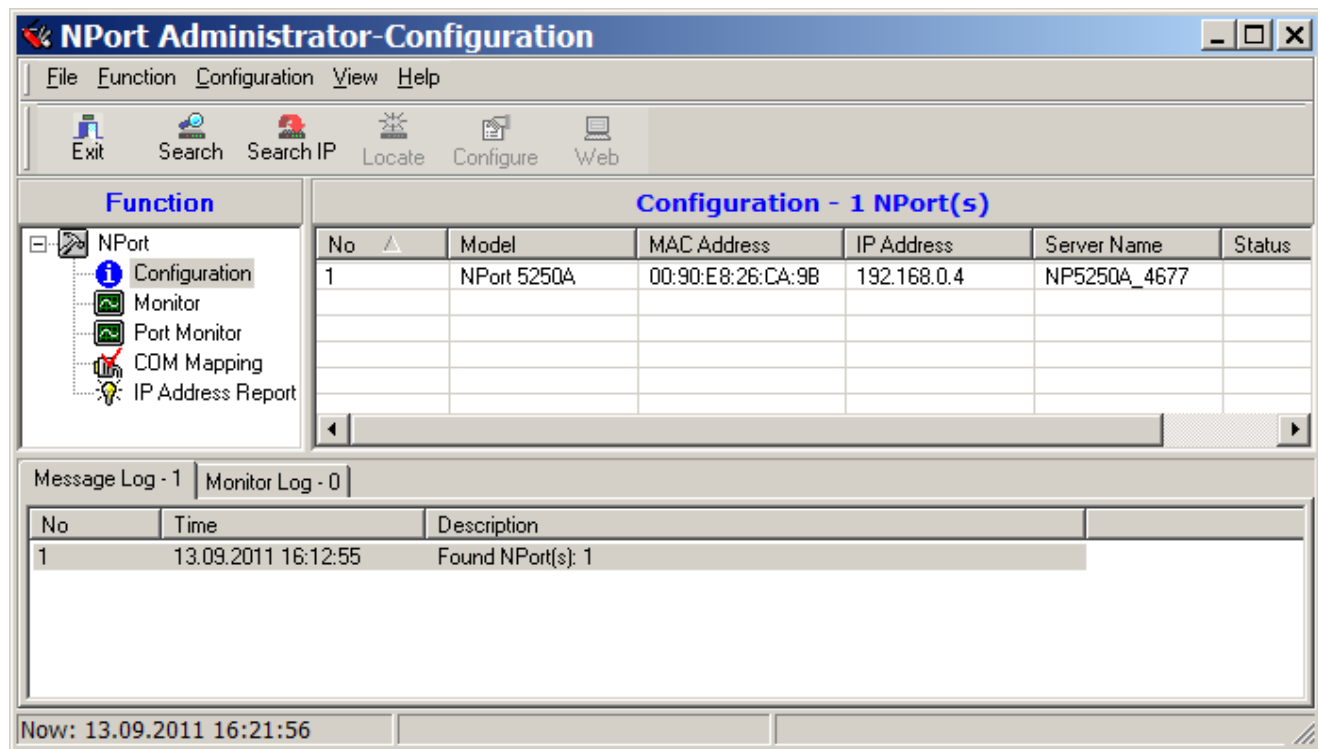 NPort Administrator-Configuration
File Function Configuration View Help
Exit Search Search IP Locate Configure Web
Function
Configuration - 1 NPort(s)
NPort
Configuration
Monitor
Port Monitor
COM Mapping
IP Address Report
No Model MAC Address IP Address Server Name Status
1 NPort 5250A 00:90:E8:26:CA:9B 192.168.0.4 NP5250A_4677
Message Log - 1 Monitor Log - 0
No Time Description
1 13.09.2011 16:12:55 Found NPort(s): 1
Now: 13.09.2011 16:21:56